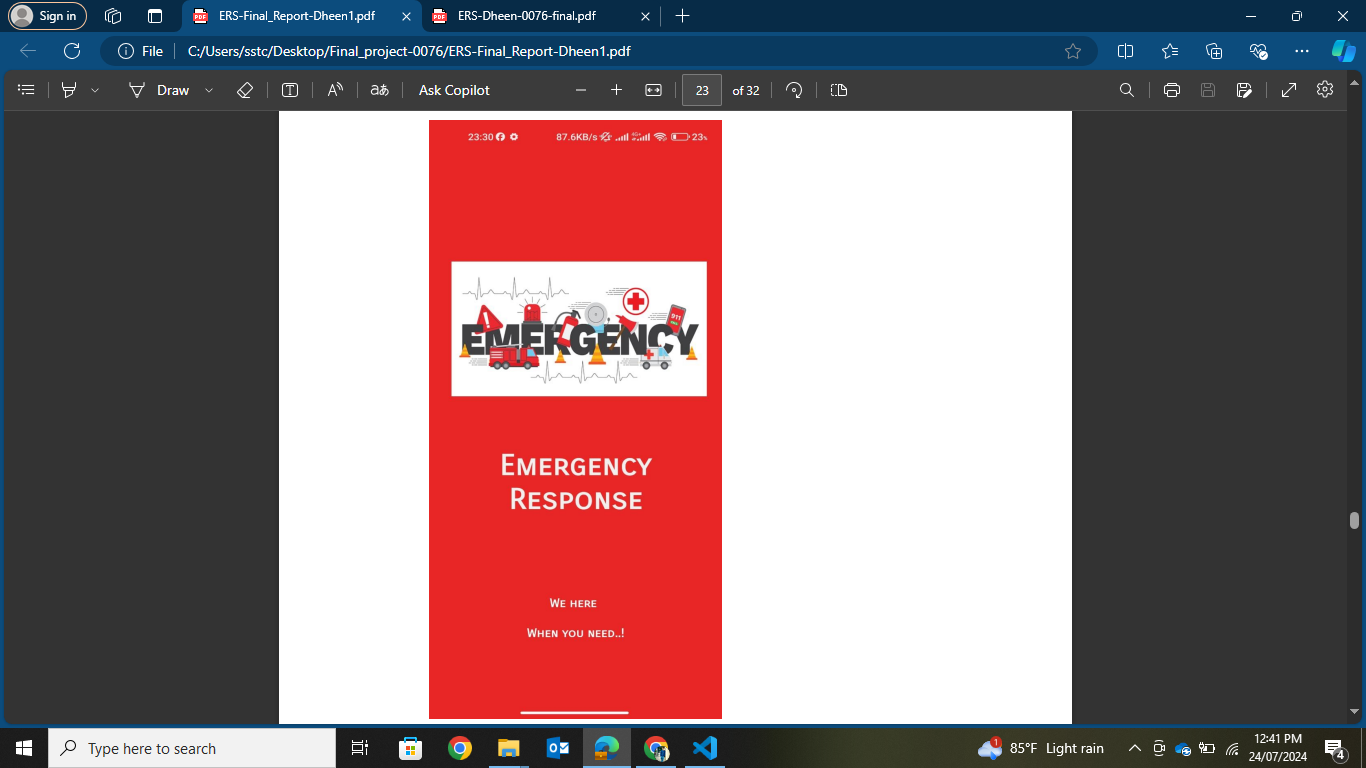 Sign in
ERS-Final_Report-Dheen1.pdf
ERS-Dheen-0076-final.pdf
File
C:/Users/sstc/Desktop/Final_project-0076/ERS-Final_Report-Dheen1.pdf
Draw
Ask Copilot
23 of 32
23:30 87.6KB/s 23%
911
EMERGENCY
Emergency
Response
We here
When you need..!
Type here to search
1
85°F Light rain
12:41 PM
24/07/2024
4